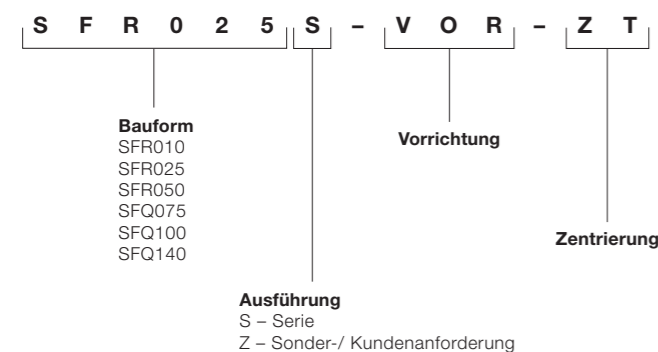 S F R 0 2 5 S – V O R – Z T
Bauform
SFR010
SFR025
SFR050
SFQ075
SFQ100
SFQ140
Vorrichtung
Zentrierung
Ausführung
S – Serie
Z – Sonder-/ Kundenanforderung